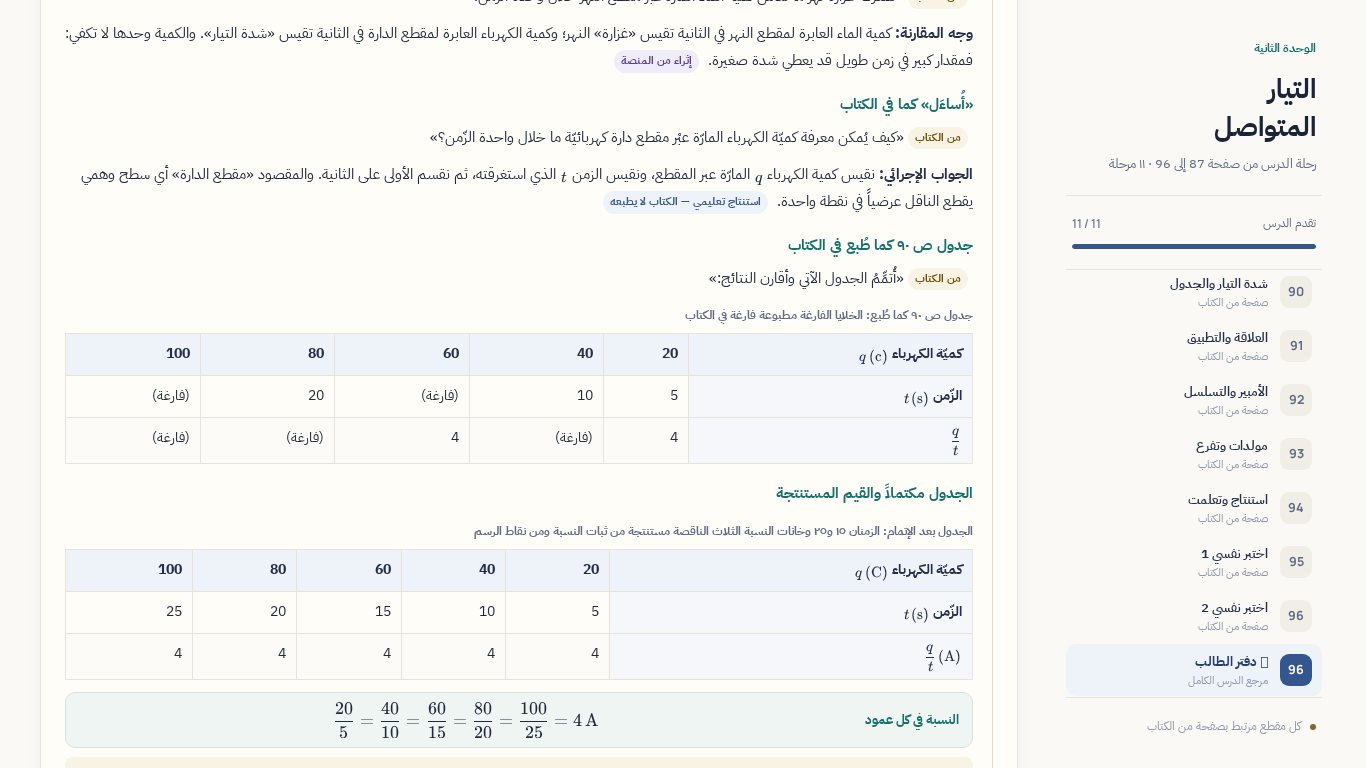 الوحدة الثانية
التيار
المتواصل
رحلة الدرس من صفحة 87 إلى 96 · ١١ مرحلة
تقدم الدرس
11 / 11
90
شدة التيار والجدول
صفحة من الكتاب
91
العلاقة والتطبيق
صفحة من الكتاب
92
الأمبير والتسلسل
صفحة من الكتاب
93
مولدات وتفرع
صفحة من الكتاب
94
استنتاج وتعلمت
صفحة من الكتاب
95
اختبر نفسي 1
صفحة من الكتاب
96
اختبر نفسي 2
صفحة من الكتاب
96
دفتر الطالب
مرجع الدرس الكامل
كل مقطع مرتبط بصفحة من الكتاب
وجه المقارنة: كمية الماء العابرة لمقطع النهر في الثانية تقيس «غزارة» النهر؛ وكمية الكهرباء العابرة لمقطع الدارة في الثانية تقيس «شدة التيار». والكمية وحدها لا تكفي:
فمقدار كبير في زمن طويل قد يعطي شدة صغيرة. إثراء من المنصة
«أُساءَل» كما في الكتاب
من الكتاب «كيف يُمكن معرفة كميّة الكهرباء المارّة عبْر مقطع دارة كهربائيّة ما خلال واحدة الزّمن؟»
الجواب الإجرائي: نقيس كمية الكهرباء q المارّة عبر المقطع، ونقيس الزمن t الذي استغرقته، ثم نقسم الأولى على الثانية. والمقصود «مقطع الدارة» أي سطح وهمي
يقطع الناقل عرضياً في نقطة واحدة. استنتاج تعليمي — الكتاب لا يطبعه
جدول ص ٩٠ كما طُبع في الكتاب
من الكتاب «أُتمِّمُ الجدول الآتي وأقارن النتائج:»
جدول ص ٩٠ كما طُبع: الخلايا الفارغة مطبوعة فارغة في الكتاب
كميّة الكهرباء q (c) 20 40 60 80 100
الزّمن t (s) 5 10 (فارغة) 20 (فارغة)
q/t 4 (فارغة) 4 (فارغة) (فارغة)
الجدول مكتملاً والقيم المستنتجة
الجدول بعد الإتمام: الزمنان ١٥ و٢٥ وخانات النسبة الثلاث الناقصة مستنتجة من ثبات النسبة ومن نقاط الرسم
كميّة الكهرباء q (C) 20 40 60 80 100
الزّمن t (s) 5 10 15 20 25
q/t (A) 4 4 4 4 4
النسبة في كل عمود
20/5 = 40/10 = 60/15 = 80/20 = 100/25 = 4 A